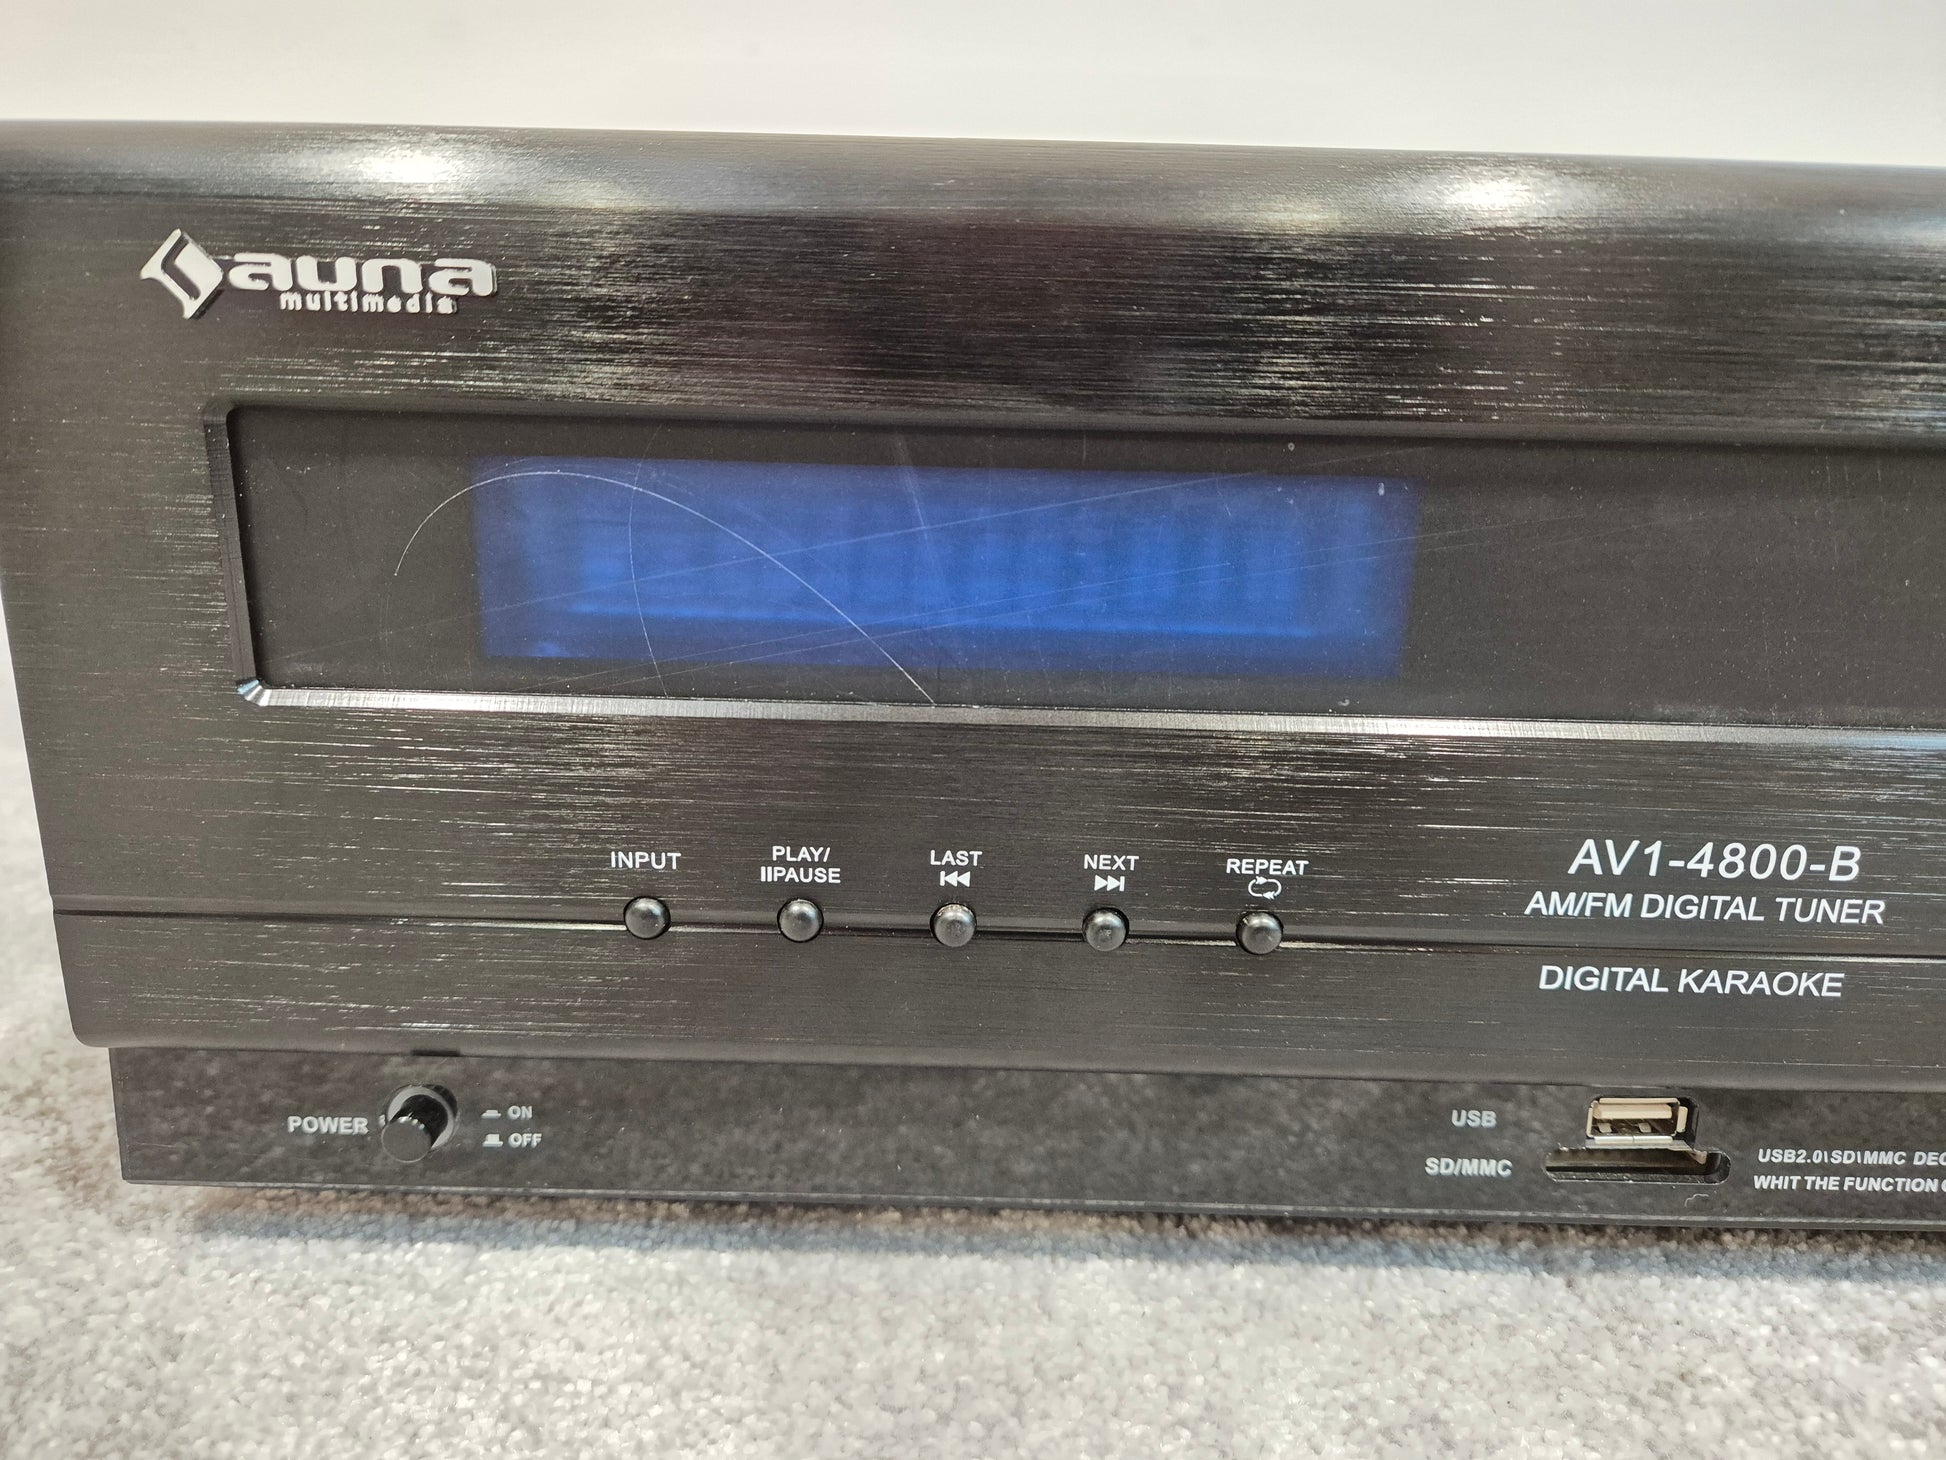 auna
multimedia
INPUT
PLAY/
IIPAUSE
LAST
NEXT
REPEAT
AV1-4800-B
AM/FM DIGITAL TUNER
DIGITAL KARAOKE
POWER
ON
OFF
USB
SD/MMC
USB2.0\SD\MMC DEC
WHIT THE FUNCTION